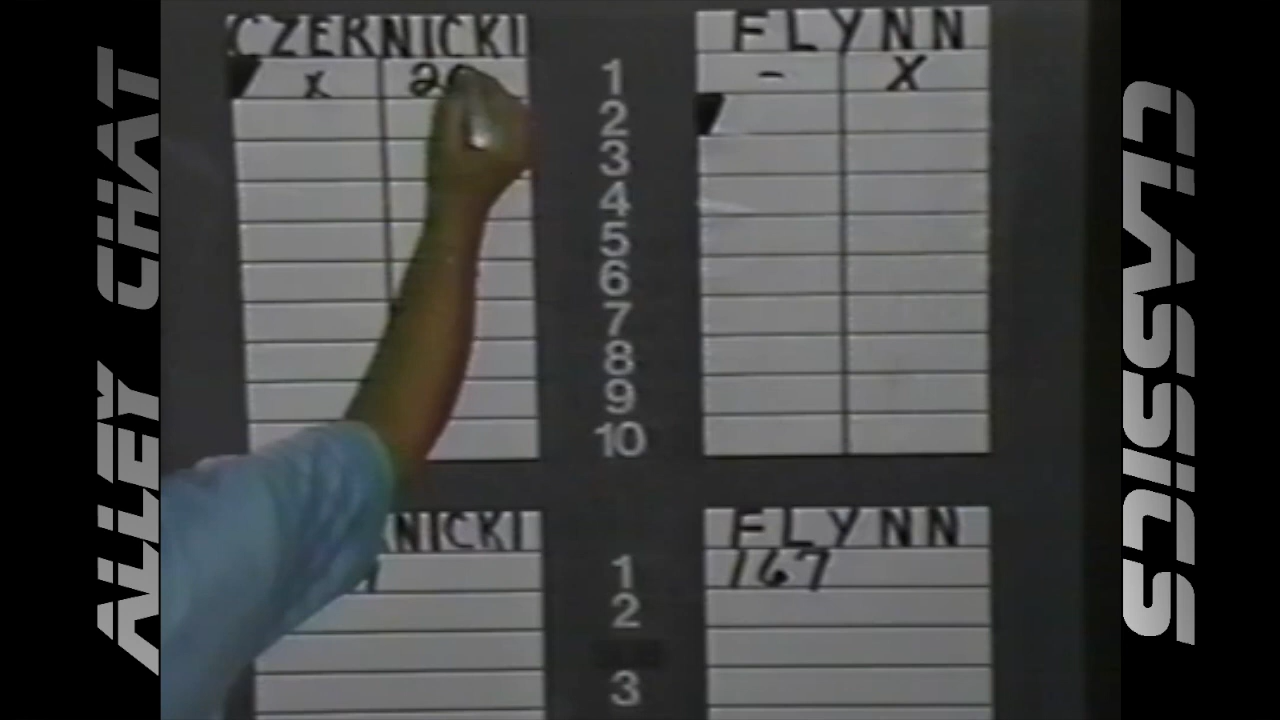 ALLEY CHAT
CZERNICKI
FLYNN
x
1
- X
2
3
4
5
6
7
8
9
10
NICKI
FLYNN
1
167
2
3
CLASSICS